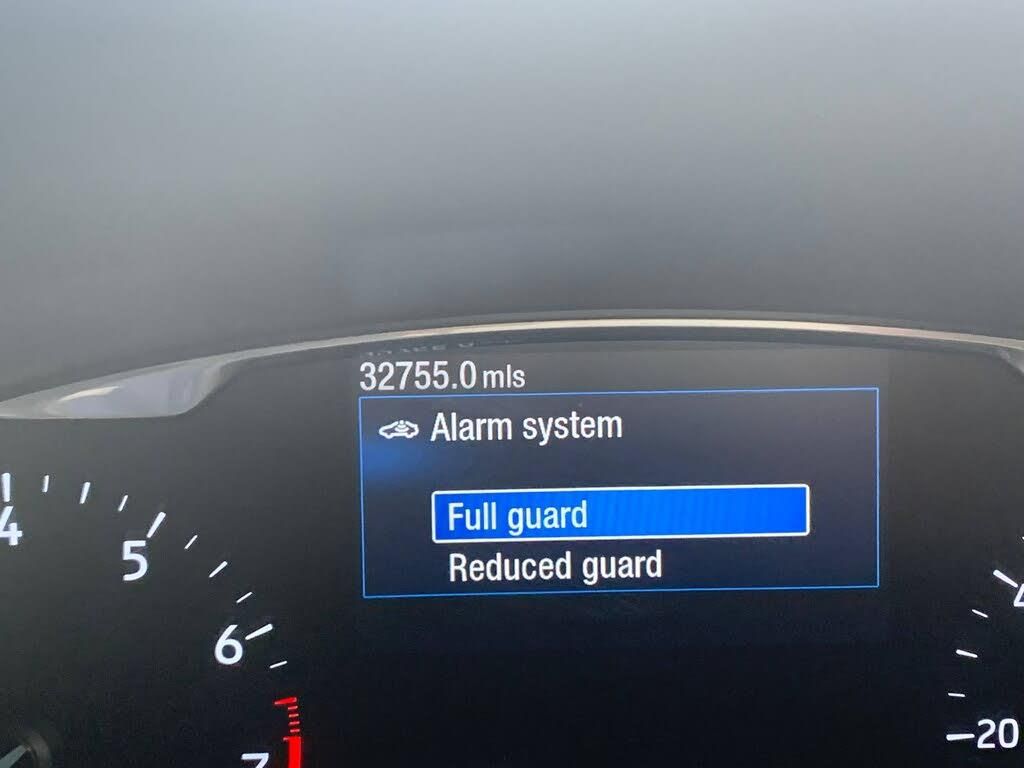 32755.0 mls
Alarm system
Full guard
Reduced guard
4
5
6
7
20